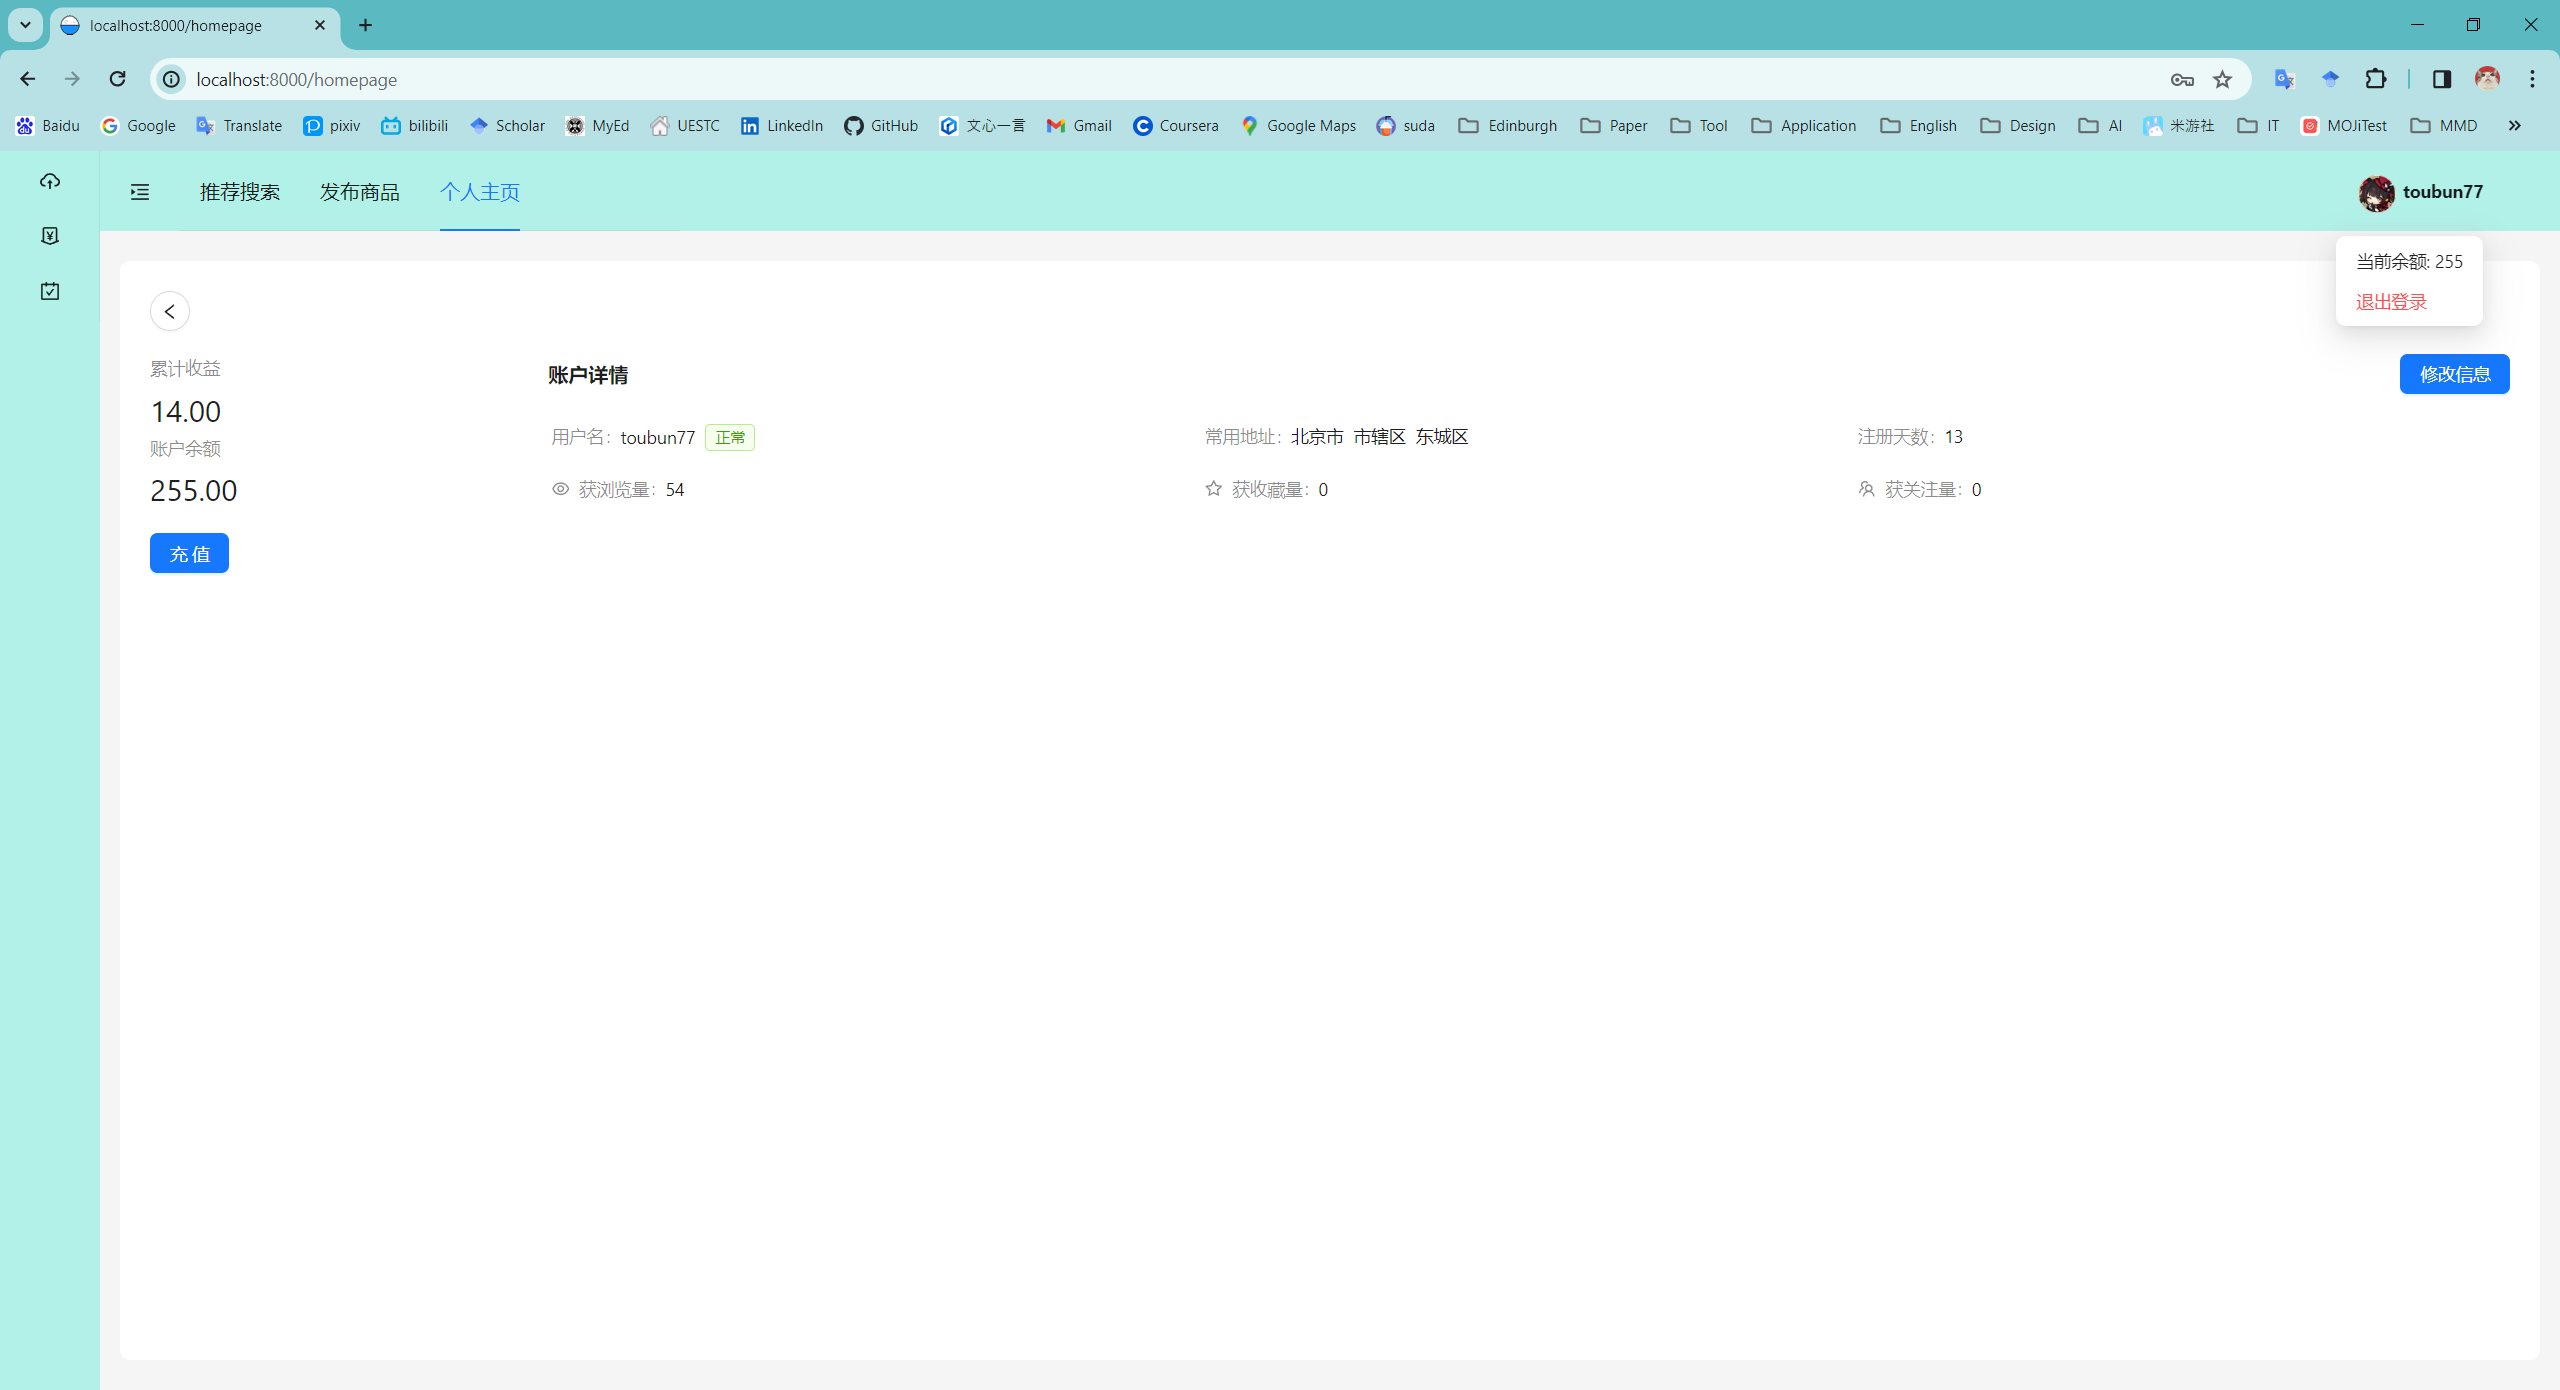 localhost:8000/homepage
localhost:8000/homepage
Baidu Google Translate pixiv bilibili Scholar MyEd UESTC LinkedIn GitHub 文心一言 Gmail Coursera Google Maps suda Edinburgh Paper Tool Application English Design AI 米游社 IT MOJiTest MMD
推荐搜索 发布商品 个人主页 toubun77
当前余额: 255
退出登录
累计收益
14.00
账户余额
255.00
充值
账户详情 修改信息
用户名: toubun77 正常 常用地址: 北京市 市辖区 东城区 注册天数: 13
获浏览量: 54 获收藏量: 0 获关注量: 0